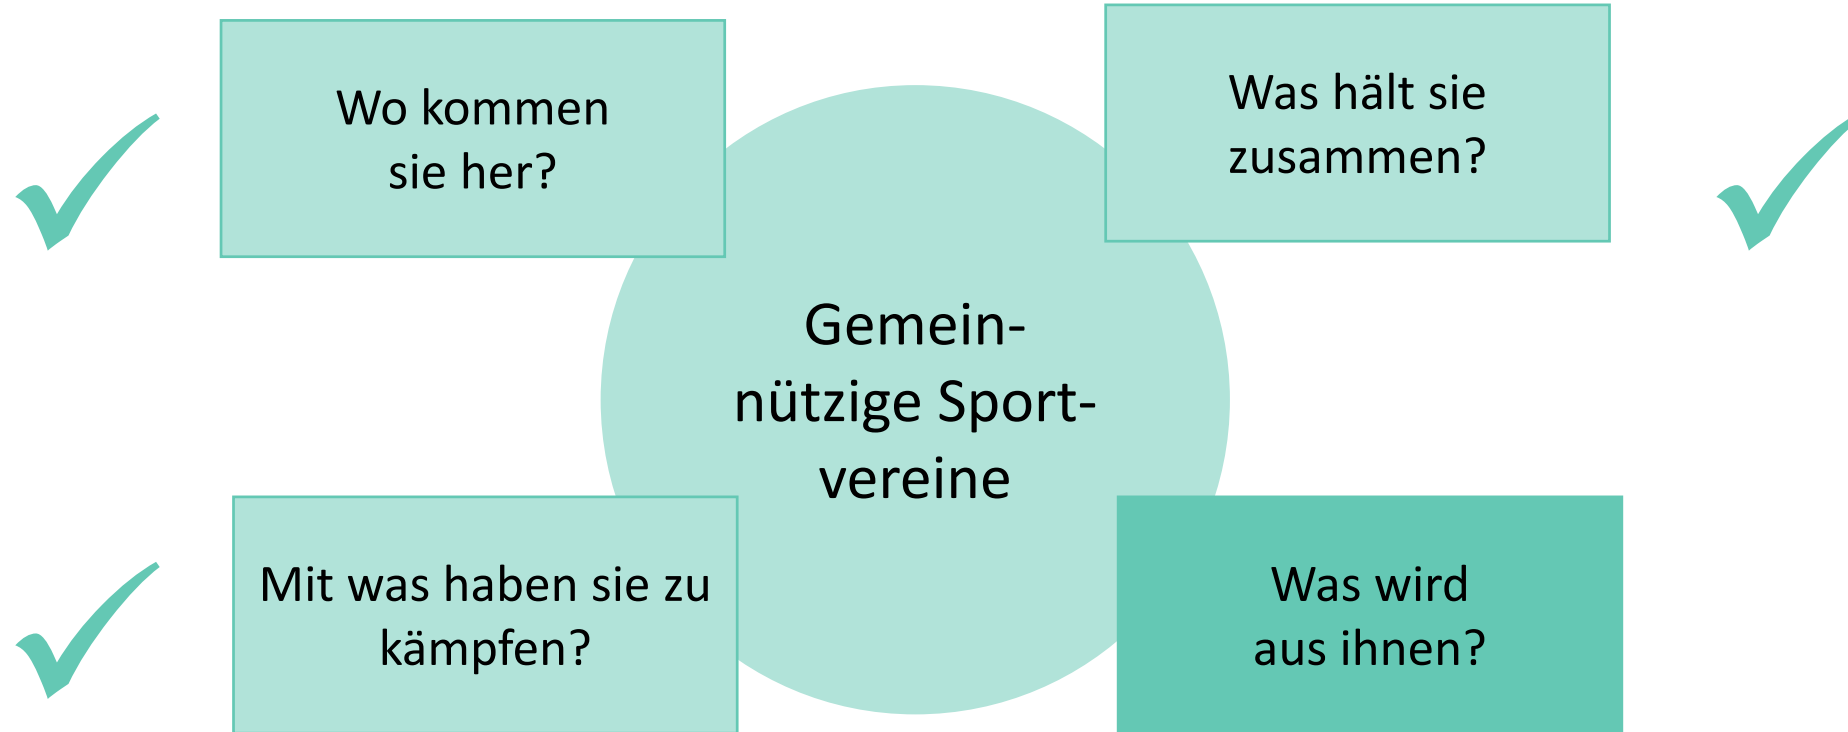 Wo kommen
sie her?
Was hält sie
zusammen?
Gemein-
nützige Sport-
vereine
Mit was haben sie zu
kämpfen?
Was wird
aus ihnen?